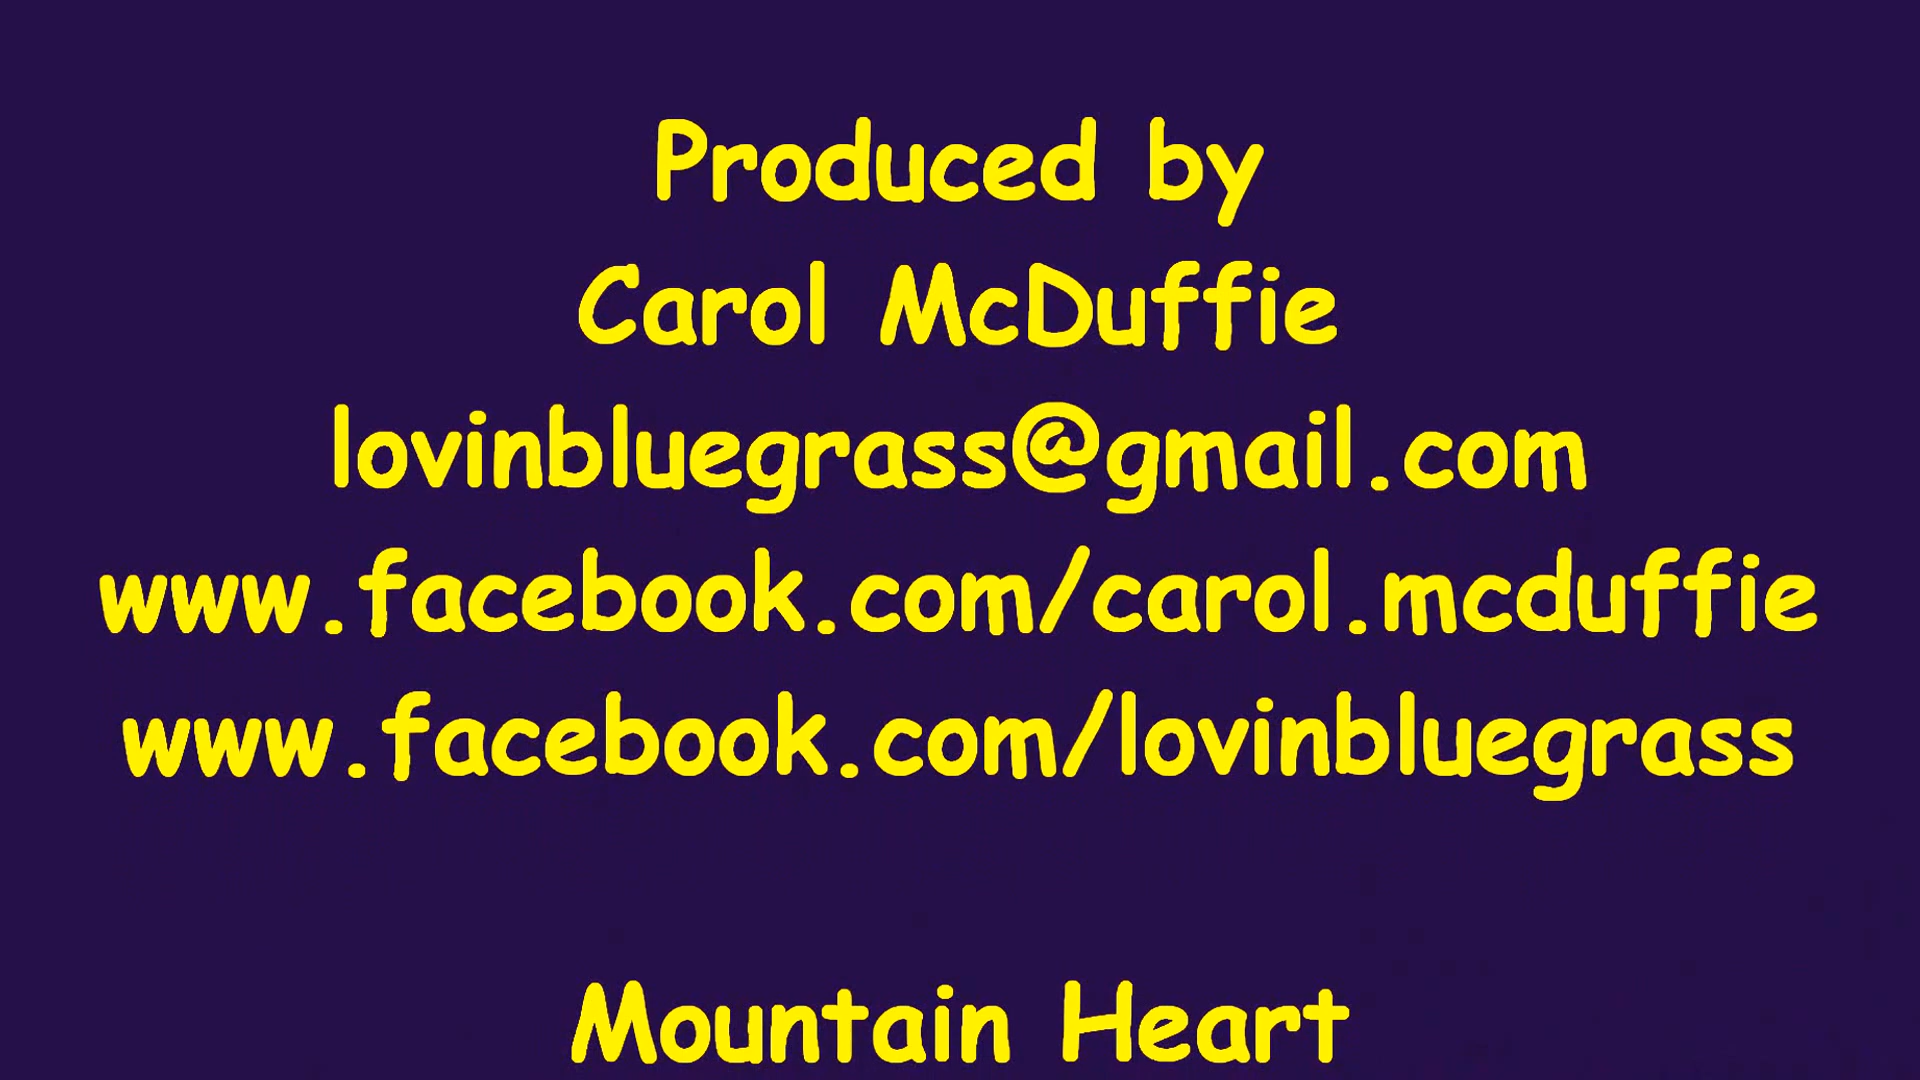 Produced by
Carol McDuffie
lovinbluegrass@gmail.com
www.facebook.com/carol.mcduffie
www.facebook.com/lovinbluegrass
Mountain Heart